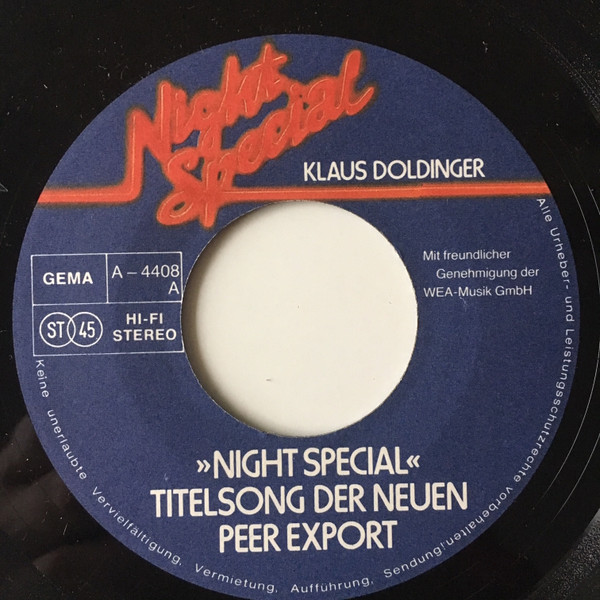 Night
Special
KLAUS DOLDINGER
GEMA
A-4408
A
ST 45
HI-FI
STEREO
Mit freundlicher
Genehmigung der
WEA-Musik GmbH
»NIGHT SPECIAL«
TITELSONG DER NEUEN
PEER EXPORT
Alle Urheber- und Leistungsschutzrechte vorbehalten!
Keine unerlaubte Vervielfältigung, Vermietung, Aufführung, Sendung!